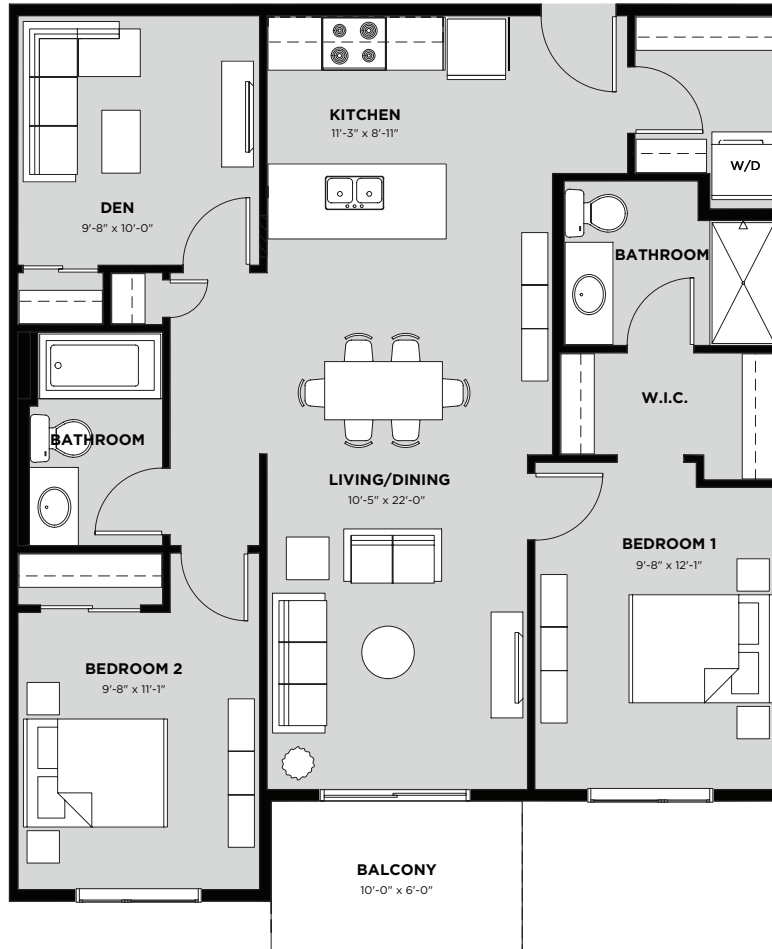 KITCHEN
11'-3" x 8'-11"
W/D
DEN
9'-8" x 10'-0"
BATHROOM
W.I.C.
BATHROOM
LIVING/DINING
10'-5" x 22'-0"
BEDROOM 1
9'-8" x 12'-1"
BEDROOM 2
9'-8" x 11'-1"
BALCONY
10'-0" x 6'-0"